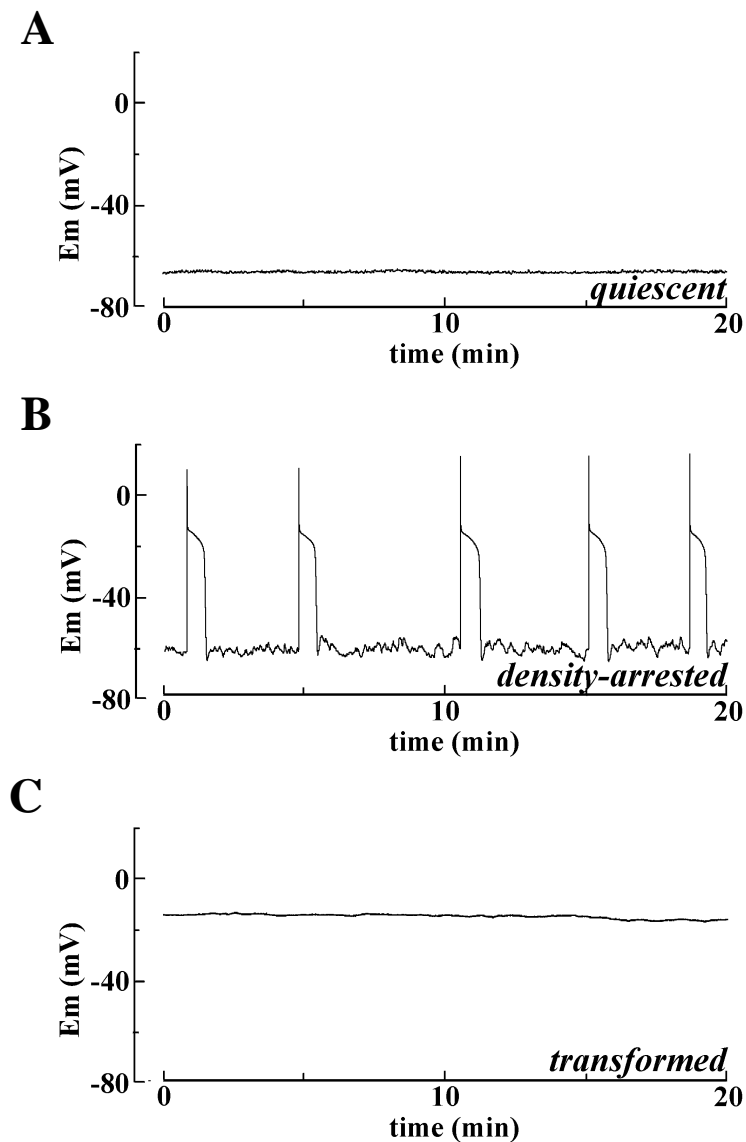 A
0
-40
-80
Em (mV)
quiescent
0 10 20
time (min)
B
0
-40
-80
Em (mV)
density-arrested
0 10 20
time (min)
C
0
-40
-80
Em (mV)
transformed
0 10 20
time (min)